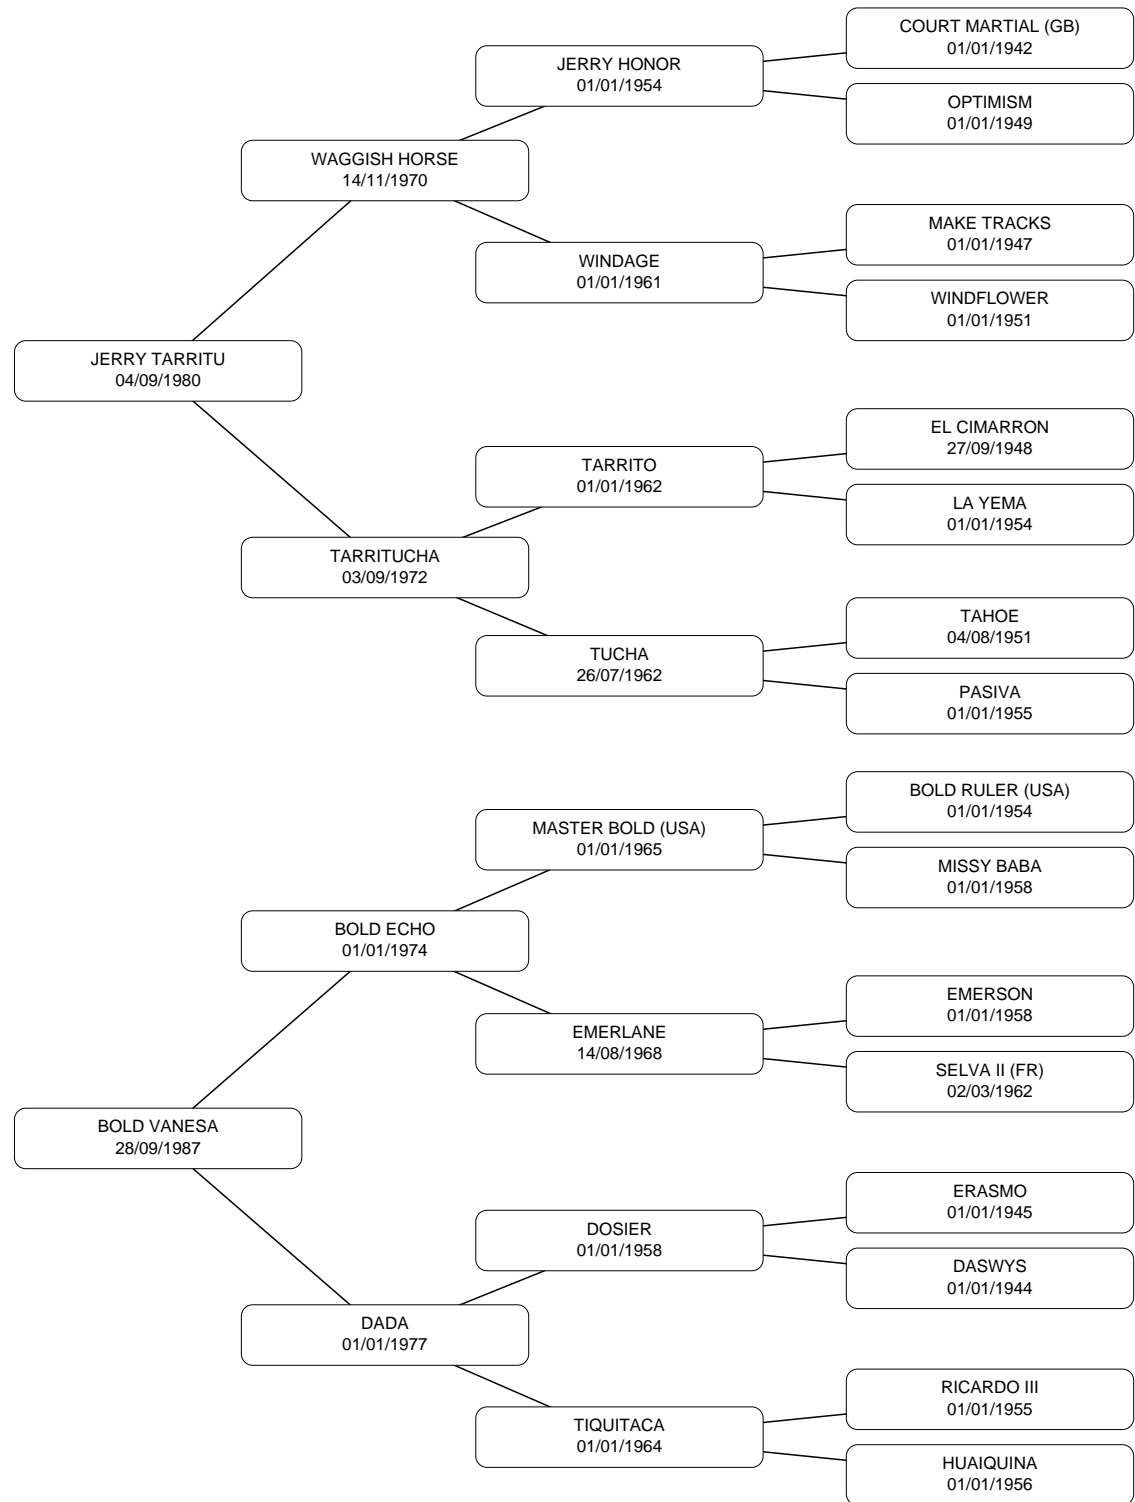 COURT MARTIAL (GB)
01/01/1942
JERRY HONOR
01/01/1954
OPTIMISM
01/01/1949
WAGGISH HORSE
14/11/1970
MAKE TRACKS
01/01/1947
WINDAGE
01/01/1961
WINDFLOWER
01/01/1951
JERRY TARRITU
04/09/1980
EL CIMARRON
27/09/1948
TARRITO
01/01/1962
LA YEMA
01/01/1954
TARRITUCHA
03/09/1972
TAHOE
04/08/1951
TUCHA
26/07/1962
PASIVA
01/01/1955
BOLD RULER (USA)
01/01/1954
MASTER BOLD (USA)
01/01/1965
MISSY BABA
01/01/1958
BOLD ECHO
01/01/1974
EMERSON
01/01/1958
EMERLANE
14/08/1968
SELVA II (FR)
02/03/1962
BOLD VANESA
28/09/1987
ERASMO
01/01/1945
DOSIER
01/01/1958
DASWYS
01/01/1944
DADA
01/01/1977
RICARDO III
01/01/1955
TIQUITACA
01/01/1964
HUAIQUINA
01/01/1956